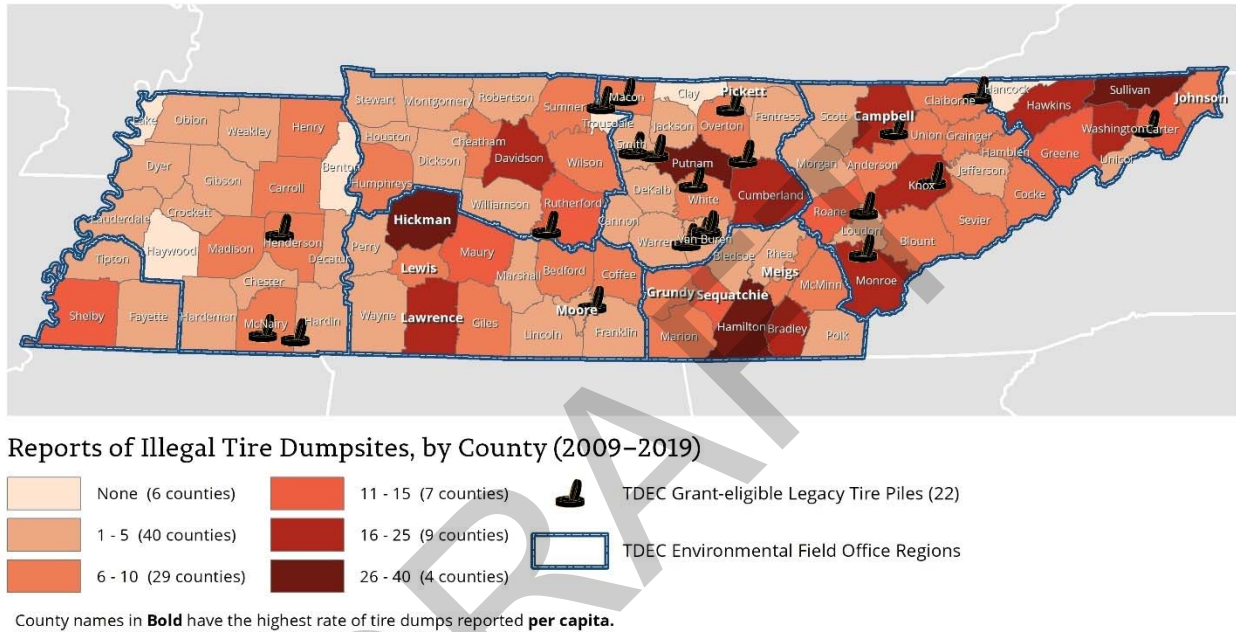 Lake Obion Weakley Henry Stewart Montgomery Robertson Sumner Macon Clay Pickett Hancock Sullivan Johnson
Trousdale Jackson Overton Fentress Scott Campbell Claiborne Hawkins
Dyer Gibson Carroll Benton Houston Dickson Cheatham Davidson Wilson Smith Putnam Morgan Anderson Union Grainger Hamblen Greene Washington Carter Unicoi
Humphreys Williamson Rutherford DeKalb White Cumberland Roane Knox Jefferson Cocke
Lauderdale Crockett Haywood Madison Henderson Decatur Perry Hickman Maury Cannon Warren Van Buren Loudon Blount Sevier
Tipton Chester Lewis Marshall Bedford Coffee Bledsoe Rhea Meigs McMinn Monroe
Shelby Fayette Hardeman McNairy Hardin Wayne Lawrence Giles Lincoln Moore Franklin Grundy Sequatchie Marion Hamilton Bradley Polk
DRAFT
Reports of Illegal Tire Dumpsites, by County (2009–2019)
None (6 counties) 11 - 15 (7 counties) TDEC Grant-eligible Legacy Tire Piles (22)
1 - 5 (40 counties) 16 - 25 (9 counties) TDEC Environmental Field Office Regions
6 - 10 (29 counties) 26 - 40 (4 counties)
County names in Bold have the highest rate of tire dumps reported per capita.